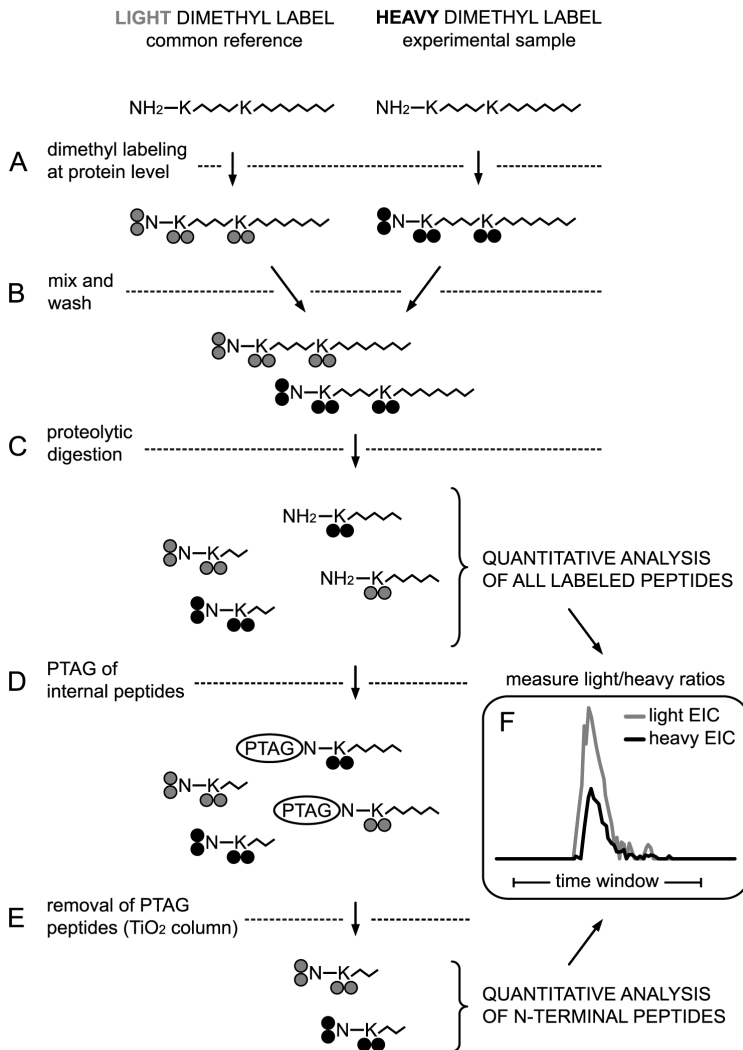 LIGHT DIMETHYL LABEL
common reference
HEAVY DIMETHYL LABEL
experimental sample
NH2–K K
NH2–K K
A
dimethyl labeling
at protein level
N–K K
N–K K
B
mix and
wash
N–K K
N–K K
C
proteolytic
digestion
NH2–K
N–K
NH2–K
N–K
QUANTITATIVE ANALYSIS
OF ALL LABELED PEPTIDES
D
PTAG of
internal peptides
measure light/heavy ratios
PTAG N–K
N–K
PTAG N–K
N–K
F
light EIC
heavy EIC
time window
E
removal of PTAG
peptides (TiO2 column)
N–K
N–K
QUANTITATIVE ANALYSIS
OF N-TERMINAL PEPTIDES